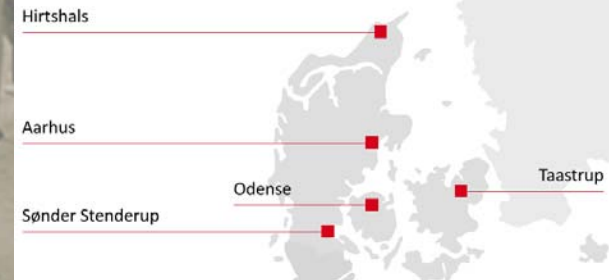 Hirtshals
Aarhus
Odense
Taastrup
Sønder Stenderup